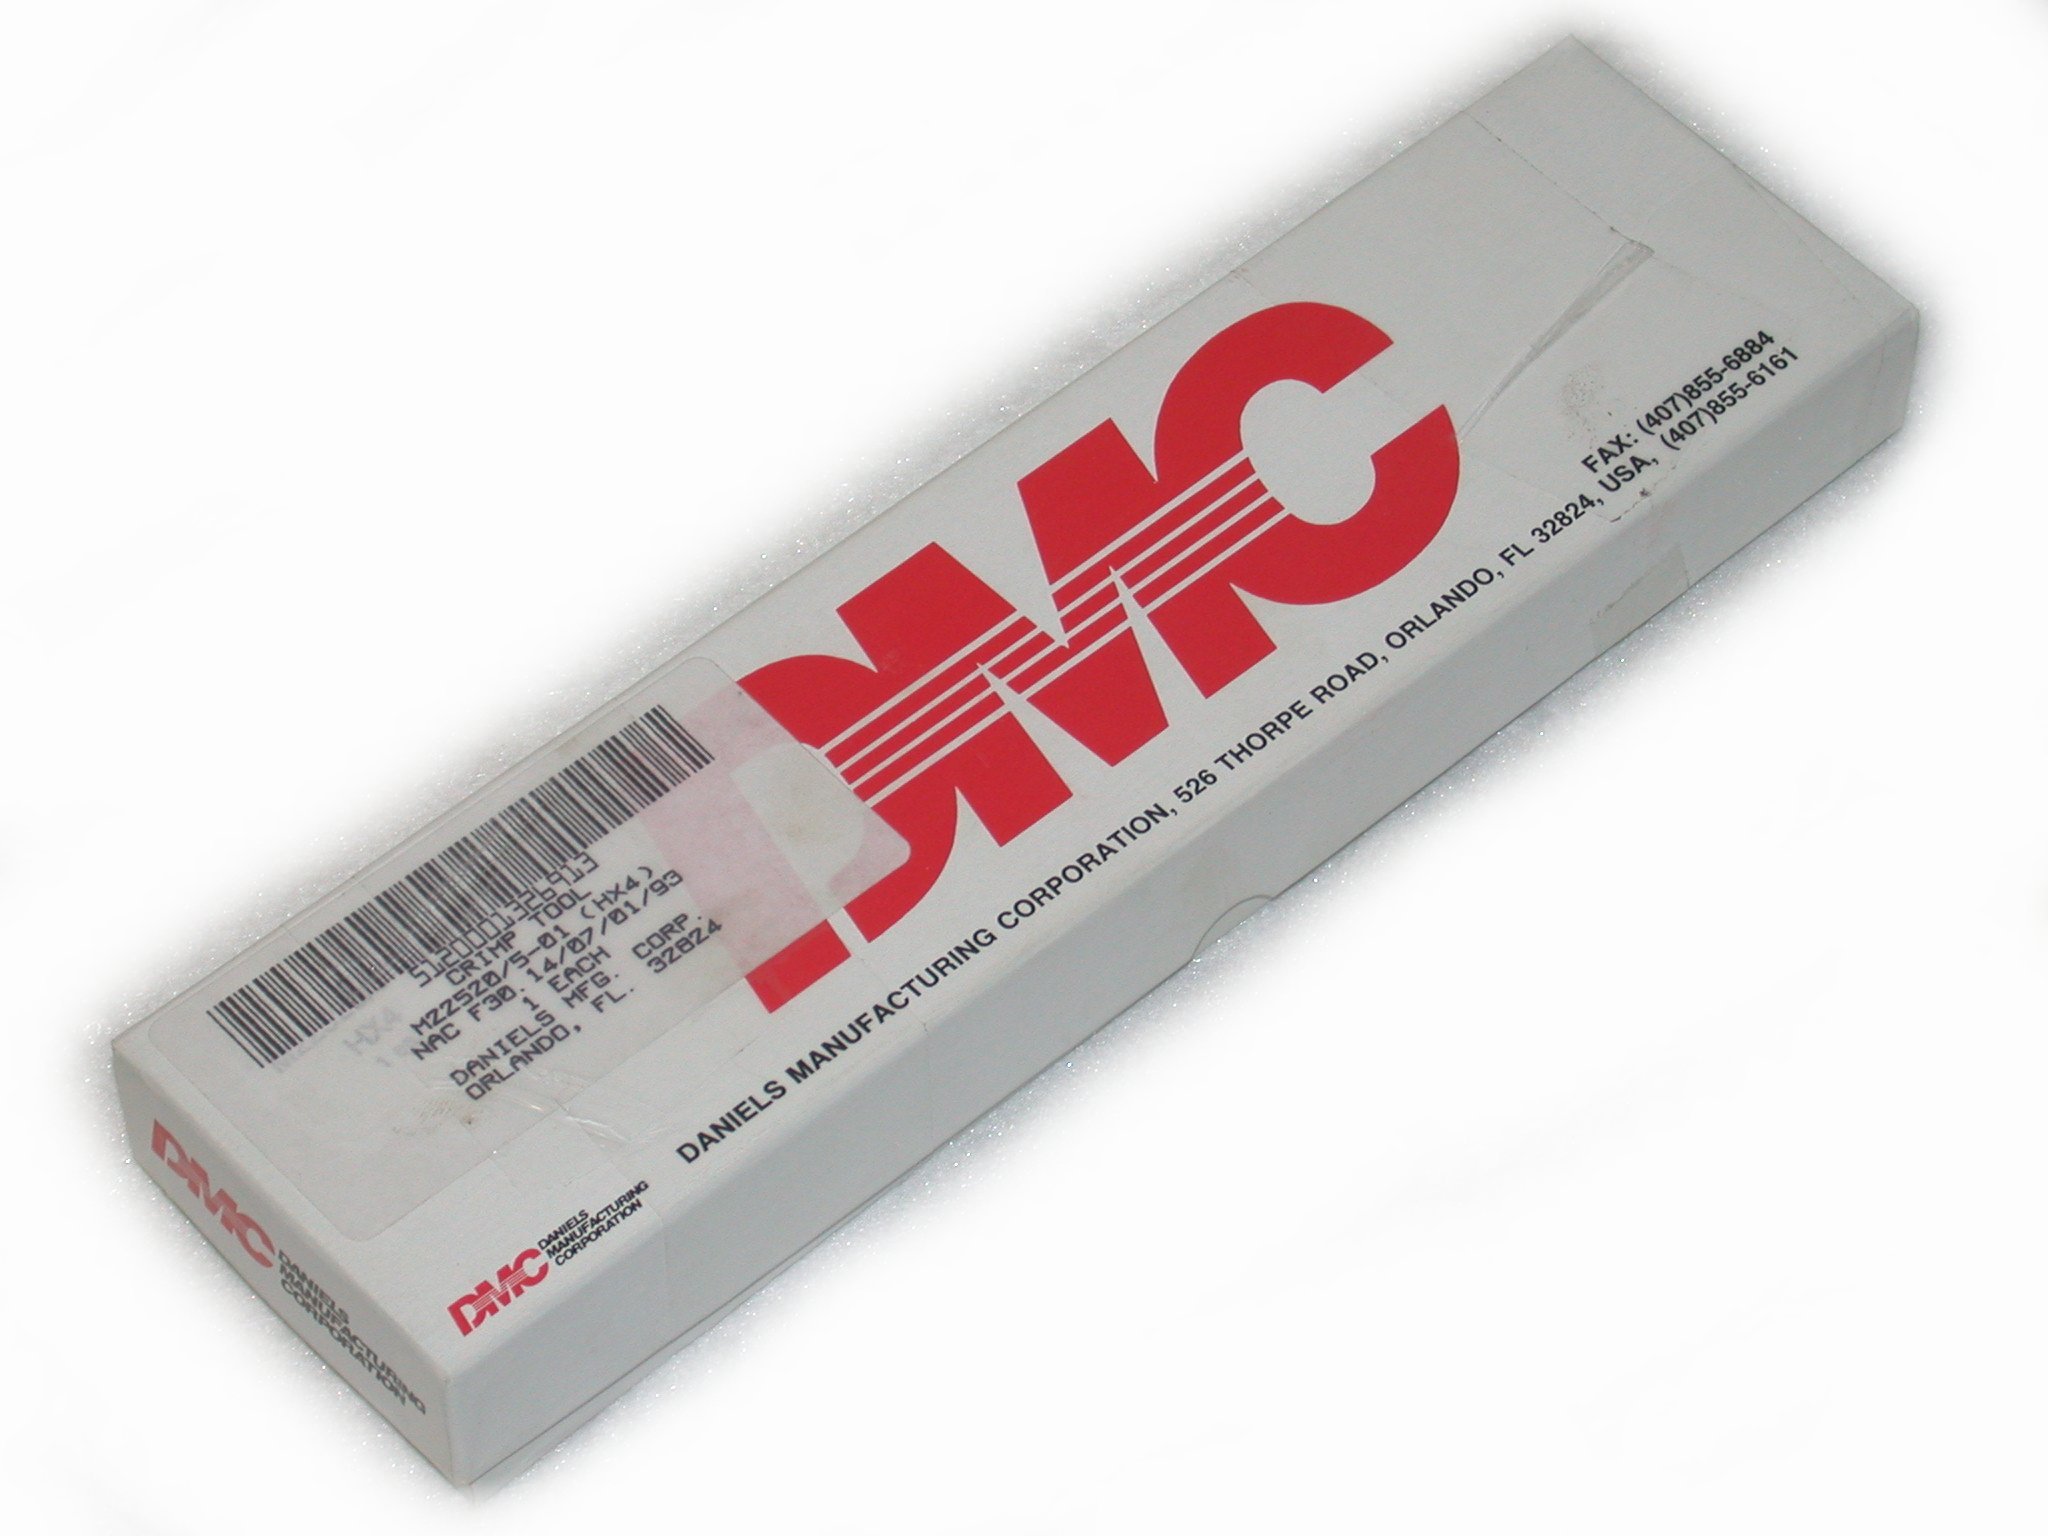 DMC
FAX: (407)855-6884
DANIELS MANUFACTURING CORPORATION, 526 THORPE ROAD, ORLANDO, FL 32824, USA, (407)855-6161
5120001326913
CRIMP TOOL
M22520/5-01 (HX4)
NAC F30.14/07/01/93
1 EACH
DANIELS MFG. CORP.
ORLANDO, FL. 32824
HX4
DMC
DANIELS
MANUFACTURING
CORPORATION
DMC
DANIELS
MANUFACTURING
CORPORATION